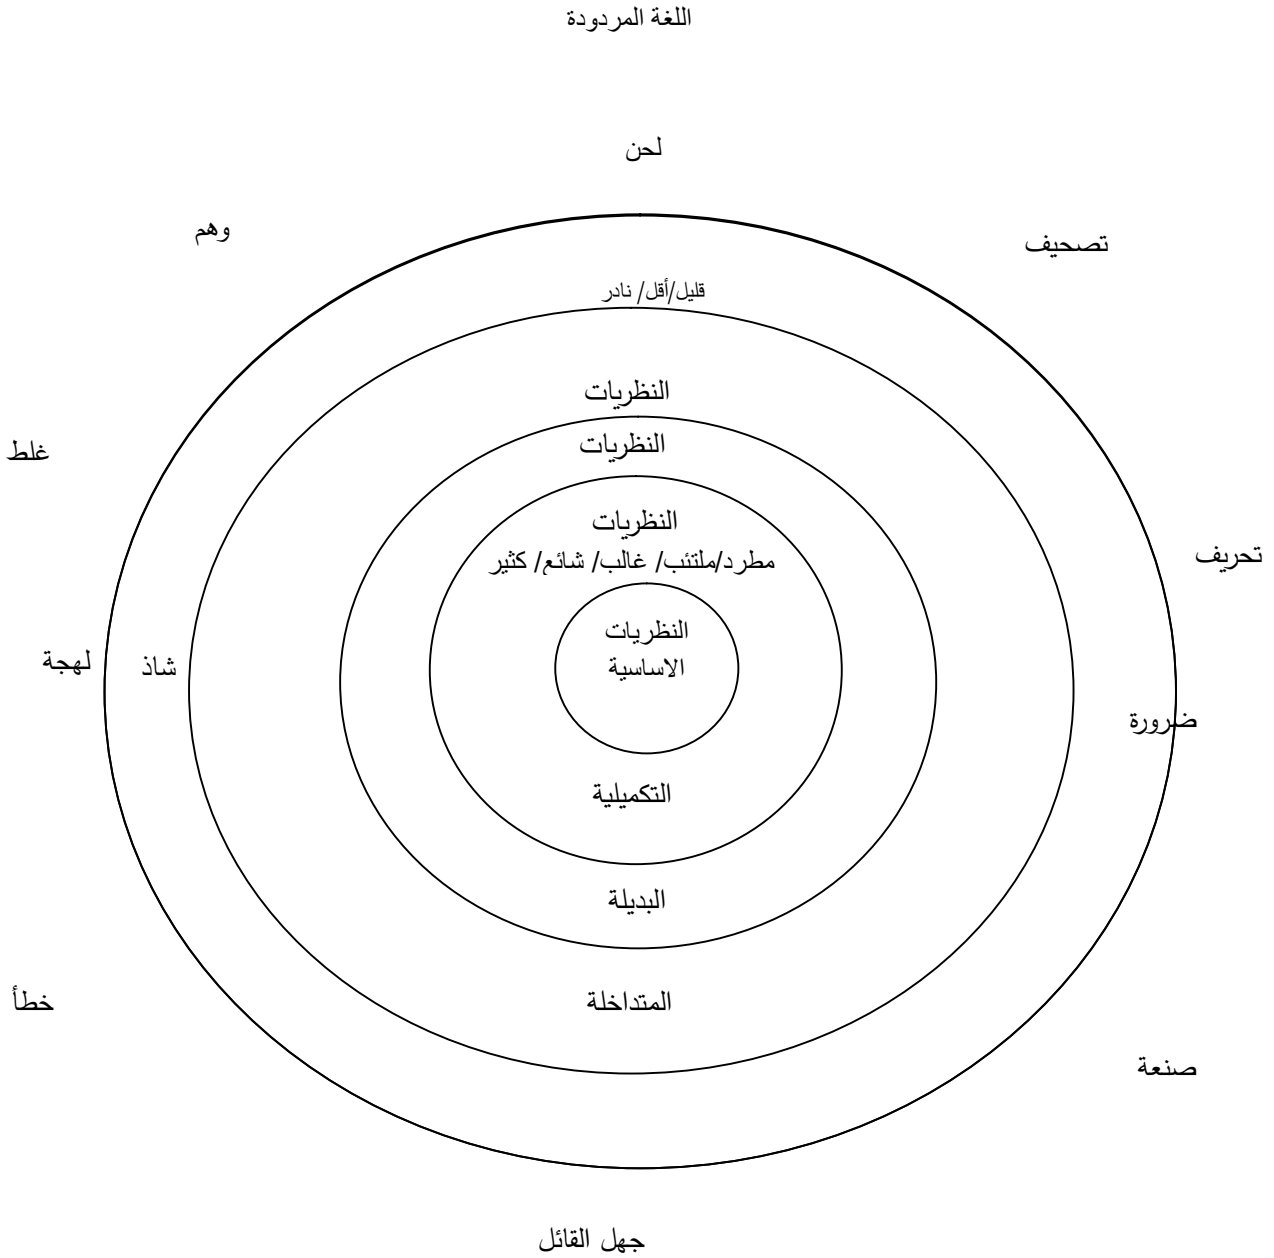 اللغة المردودة
لحن
تصحيف
وهم
قليل/أقل/ نادر
النظريات
النظريات
غلط
النظريات
تحريف
مطرد/ملتئب/ غالب/ شائع/ كثير
النظريات
الاساسية
شاذ
لهجة
ضرورة
التكميلية
البديلة
المتداخلة
خطأ
صنعة
جهل القائل